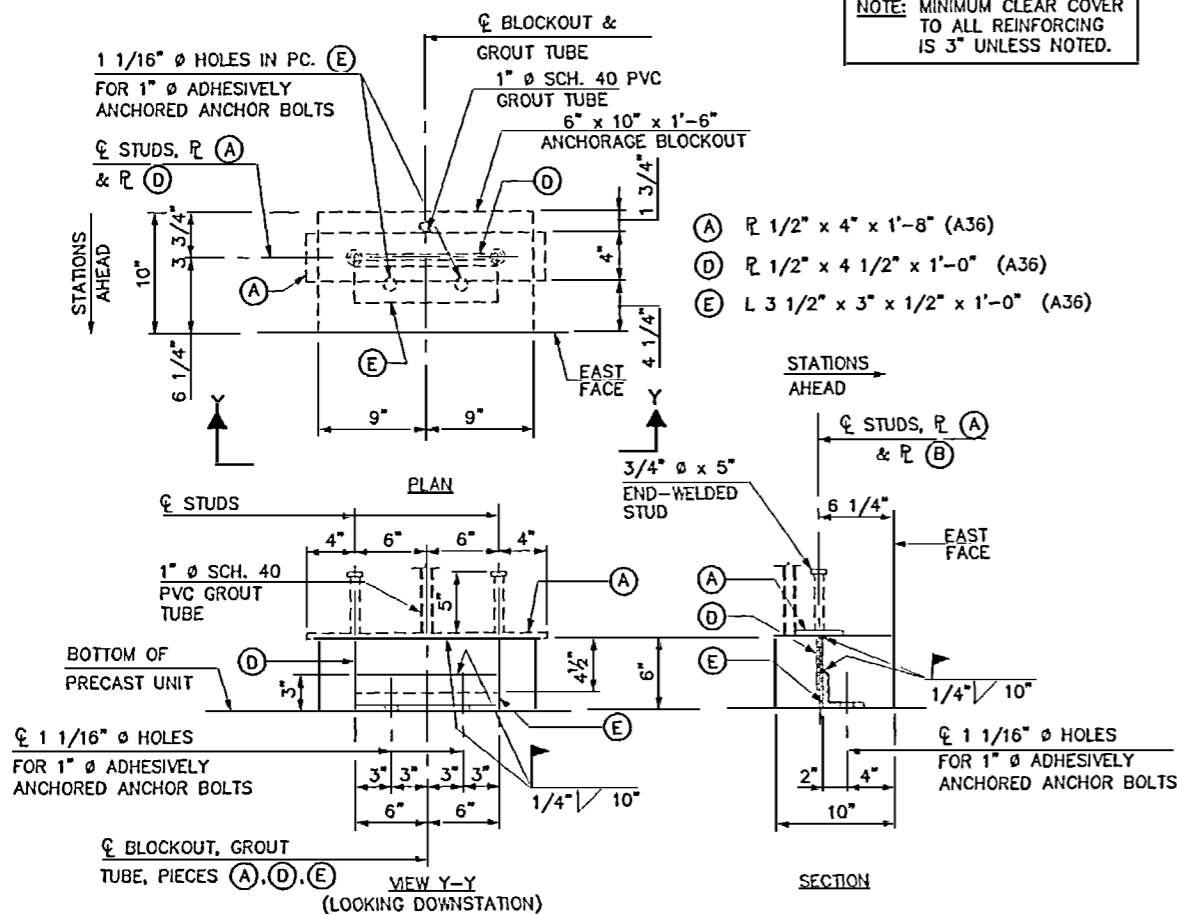 NOTE: MINIMUM CLEAR COVER
TO ALL REINFORCING
IS 3" UNLESS NOTED.
℄ BLOCKOUT &
GROUT TUBE
1 1/16" Ø HOLES IN PC. (E)
FOR 1" Ø ADHESIVELY
ANCHORED ANCHOR BOLTS
1" Ø SCH. 40 PVC
GROUT TUBE
6" x 10" x 1'-6"
ANCHORAGE BLOCKOUT
℄ STUDS, ℙL (A)
& ℙL (D)
D
1 3/4"
3 3/4"
10"
STATIONS
AHEAD
A
4"
6 1/4"
E
4 1/4"
EAST
FACE
9"
9"
Y
Y
PLAN
(A) ℙL 1/2" x 4" x 1'-8" (A36)
(D) ℙL 1/2" x 4 1/2" x 1'-0" (A36)
(E) L 3 1/2" x 3" x 1/2" x 1'-0" (A36)
℄ STUDS
4"
6"
6"
4"
1" Ø SCH. 40
PVC GROUT
TUBE
5"
A
BOTTOM OF
PRECAST UNIT
D
3"
4½"
6"
E
℄ 1 1/16" Ø HOLES
FOR 1" Ø ADHESIVELY
ANCHORED ANCHOR BOLTS
3"
3"
3"
3"
6"
6"
1/4"
10"
℄ BLOCKOUT, GROUT
TUBE, PIECES (A),(D),(E)
VIEW Y-Y
(LOOKING DOWNSTATION)
STATIONS
AHEAD
℄ STUDS, ℙL (A)
& ℙL (B)
3/4" Ø x 5"
END-WELDED
STUD
6 1/4"
EAST
FACE
A
D
E
1/4"
10"
℄ 1 1/16" Ø HOLES
FOR 1" Ø ADHESIVELY
ANCHORED ANCHOR BOLTS
2"
4"
10"
SECTION